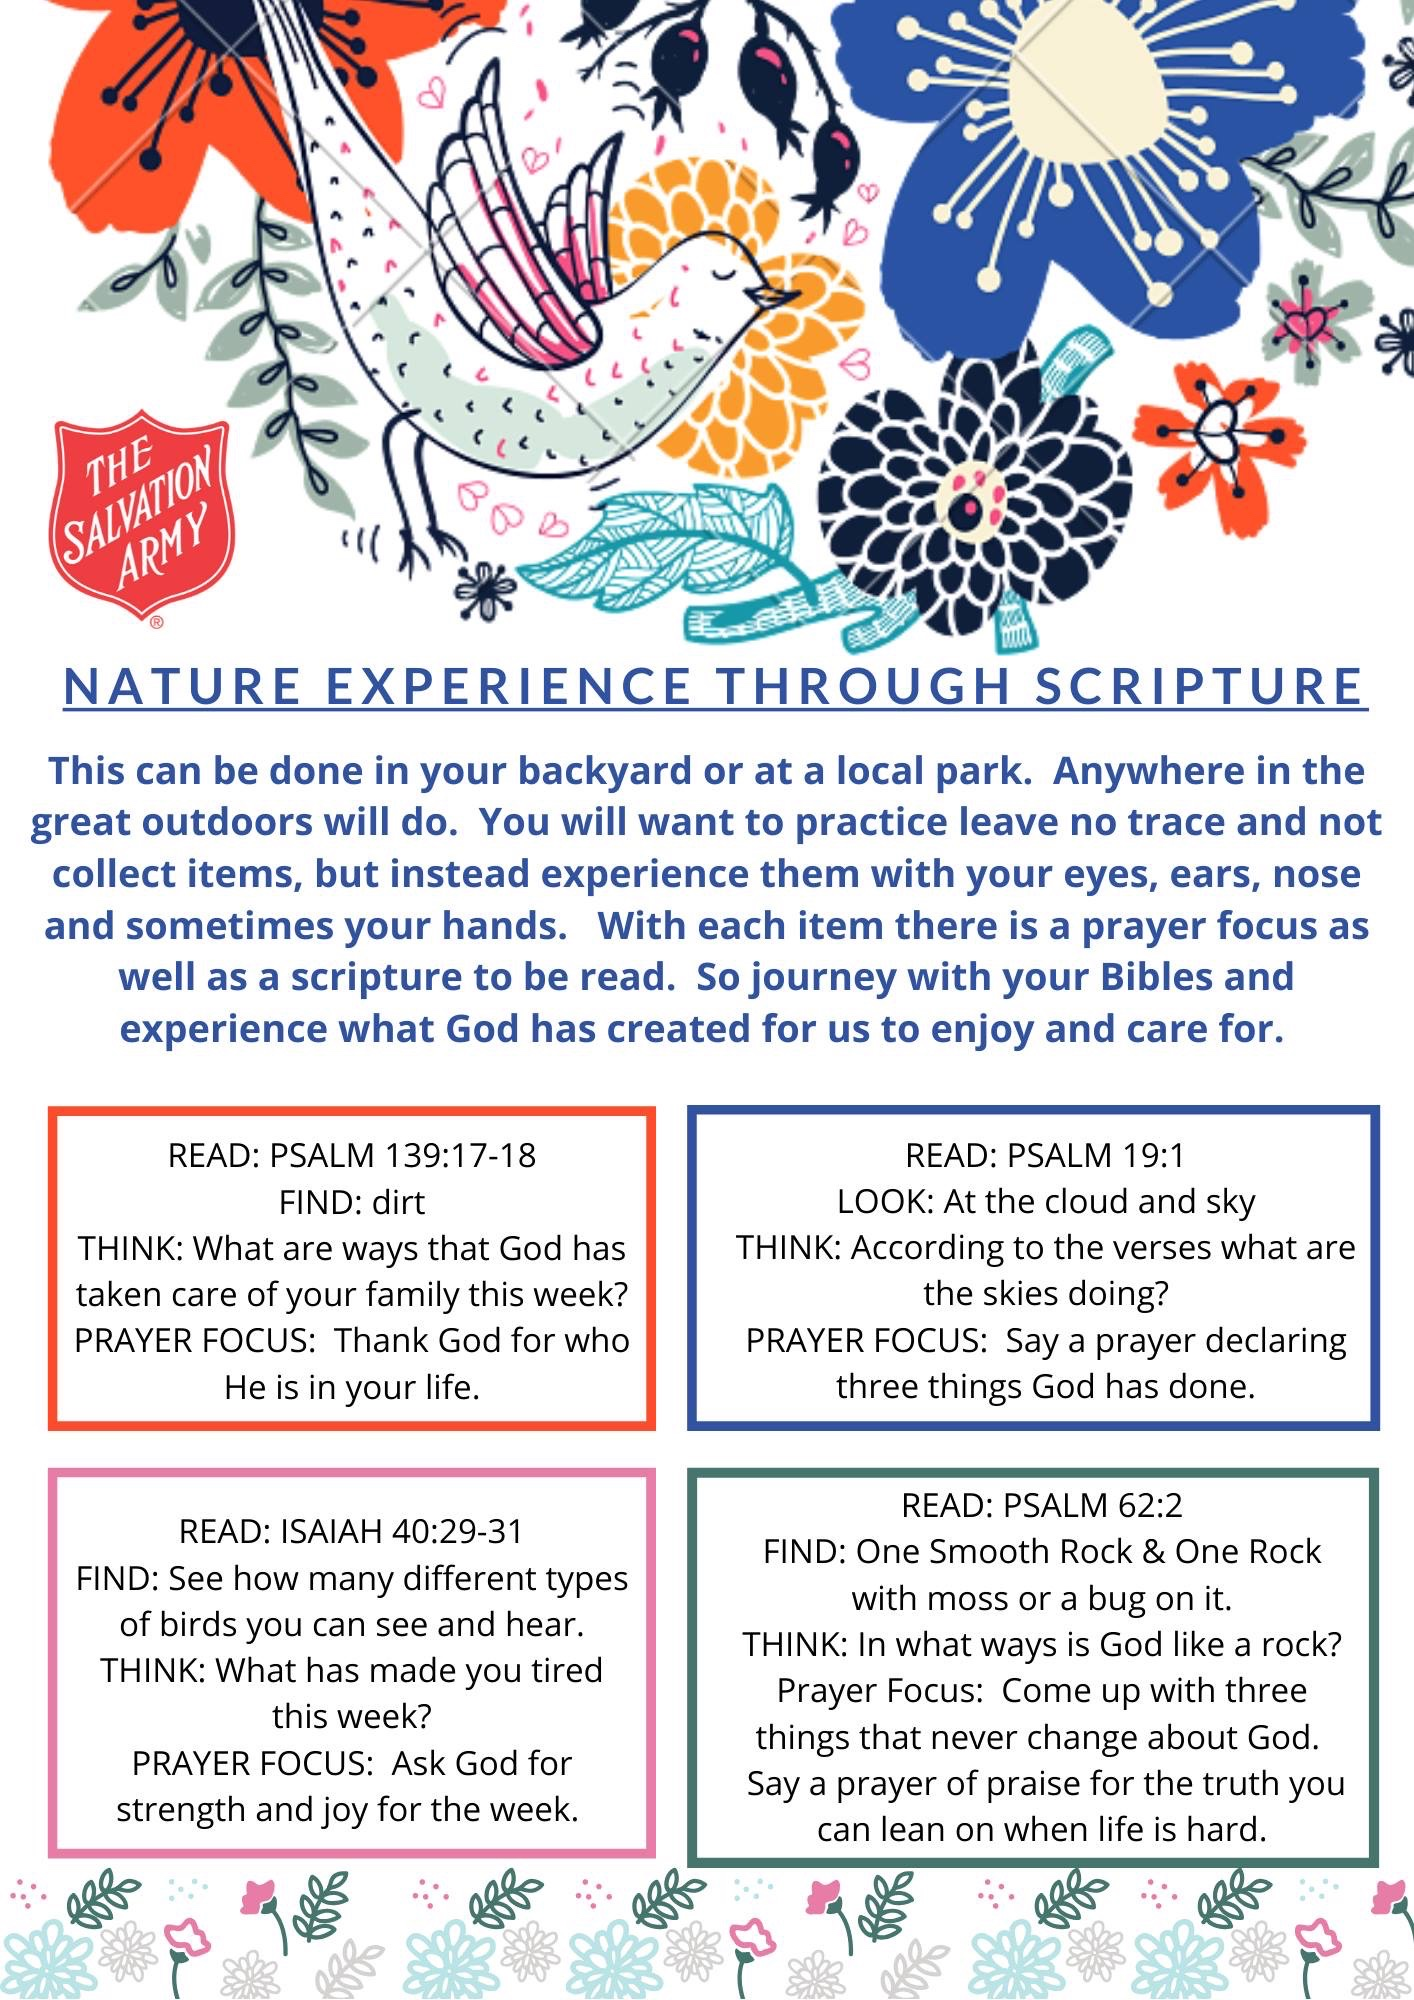 THE
SALVATION
ARMY
®
NATURE EXPERIENCE THROUGH SCRIPTURE
This can be done in your backyard or at a local park.  Anywhere in the
great outdoors will do.  You will want to practice leave no trace and not
collect items, but instead experience them with your eyes, ears, nose
and sometimes your hands.   With each item there is a prayer focus as
well as a scripture to be read.  So journey with your Bibles and
experience what God has created for us to enjoy and care for.
READ: PSALM 139:17-18
FIND: dirt
THINK: What are ways that God has
taken care of your family this week?
PRAYER FOCUS:  Thank God for who
He is in your life.
READ: PSALM 19:1
LOOK: At the cloud and sky
THINK: According to the verses what are
the skies doing?
PRAYER FOCUS:  Say a prayer declaring
three things God has done.
READ: ISAIAH 40:29-31
FIND: See how many different types
of birds you can see and hear.
THINK: What has made you tired
this week?
PRAYER FOCUS:  Ask God for
strength and joy for the week.
READ: PSALM 62:2
FIND: One Smooth Rock & One Rock
with moss or a bug on it.
THINK: In what ways is God like a rock?
Prayer Focus:  Come up with three
things that never change about God.
Say a prayer of praise for the truth you
can lean on when life is hard.